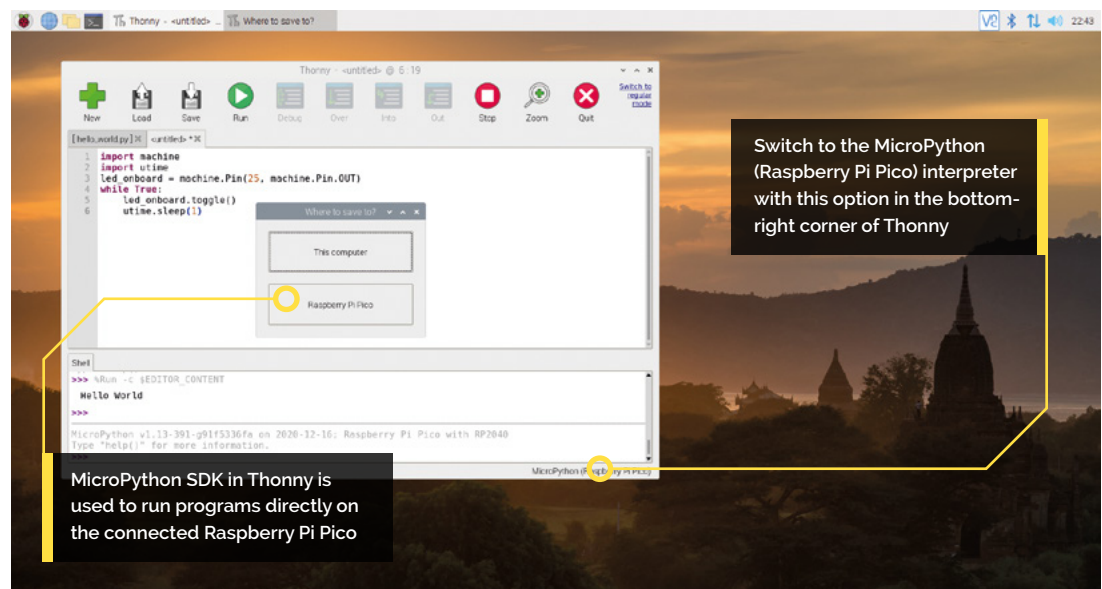 Thonny - <untitled> ...
Where to save to?
22:43
Thonny - <untitled> @ 6 : 19
New Load Save Run Debug Over Into Out Stop Zoom Quit
Switch to
regular
mode
[ hello_world.py ] <untitled> *
1 import machine
2 import utime
3 led_onboard = machine.Pin(25, machine.Pin.OUT)
4 while True:
5 led_onboard.toggle()
6 utime.sleep(1)
Where to save to?
This computer
Raspberry Pi Pico
Shell
>>> %Run -c $EDITOR_CONTENT
Hello World
>>>
MicroPython v1.13-391-g91f5336fe on 2020-12-16; Raspberry Pi Pico with RP2040
Type "help()" for more information.
>>>
MicroPython (Raspberry Pi Pico)
Switch to the MicroPython
(Raspberry Pi Pico) interpreter
with this option in the bottom-
right corner of Thonny
MicroPython SDK in Thonny is
used to run programs directly on
the connected Raspberry Pi Pico